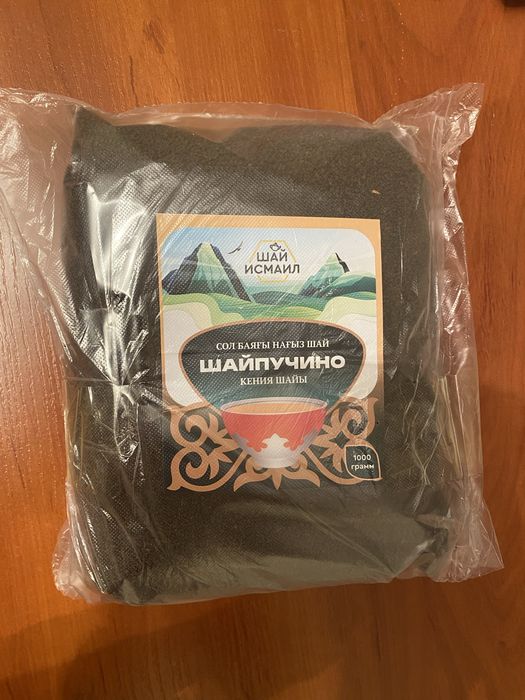 ШАЙ
ИСМАИЛ
СОЛ БАЯҒЫ НАҒЫЗ ШАЙ
ШАЙПУЧИНО
КЕНИЯ ШАЙЫ
1000
грамм